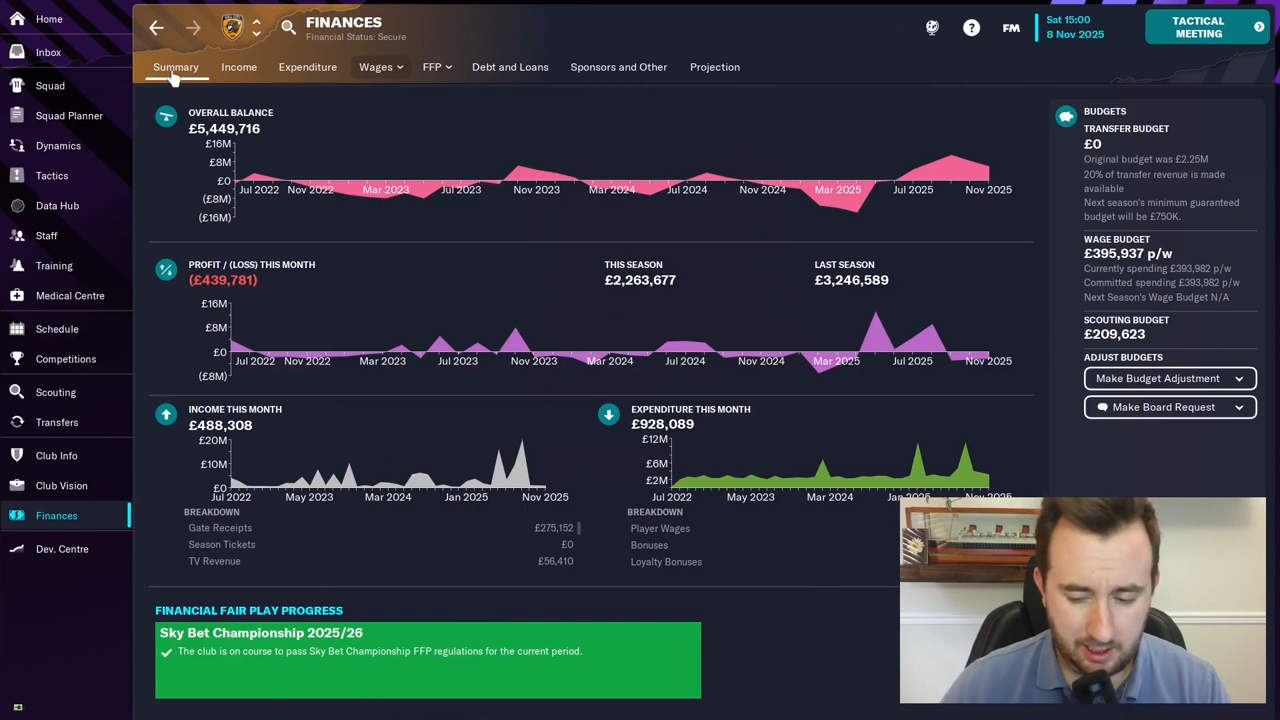 Home
Inbox
Squad
Squad Planner
Dynamics
Tactics
Data Hub
Staff
Training
Medical Centre
Schedule
Competitions
Scouting
Transfers
Club Info
Club Vision
Finances
Dev. Centre
FINANCES
Financial Status: Secure
?
FM
Sat 15:00
8 Nov 2025
TACTICAL
MEETING
Summary
Income
Expenditure
Wages
FFP
Debt and Loans
Sponsors and Other
Projection
OVERALL BALANCE
£5,449,716
£16M
£8M
£0
(£8M)
(£16M)
Jul 2022 Nov 2022 Mar 2023 Jul 2023 Nov 2023 Mar 2024 Jul 2024 Nov 2024 Mar 2025 Jul 2025 Nov 2025
PROFIT / (LOSS) THIS MONTH
(£439,781)
THIS SEASON
£2,263,677
LAST SEASON
£3,246,589
£16M
£8M
£0
(£8M)
Jul 2022 Nov 2022 Mar 2023 Jul 2023 Nov 2023 Mar 2024 Jul 2024 Nov 2024 Mar 2025 Jul 2025 Nov 2025
INCOME THIS MONTH
£488,308
£20M
£10M
£0
Jul 2022 May 2023 Mar 2024 Jan 2025 Nov 2025
BREAKDOWN
Gate Receipts £275,152
Season Tickets £0
TV Revenue £56,410
EXPENDITURE THIS MONTH
£928,089
£12M
£6M
£2M
Jul 2022 May 2023 Mar 2024 Jan 2025 Nov 2025
BREAKDOWN
Player Wages
Bonuses
Loyalty Bonuses
FINANCIAL FAIR PLAY PROGRESS
Sky Bet Championship 2025/26
The club is on course to pass Sky Bet Championship FFP regulations for the current period.
BUDGETS
TRANSFER BUDGET
£0
Original budget was £2.25M
20% of transfer revenue is made
available
Next season's minimum guaranteed
budget will be £750K.
WAGE BUDGET
£395,937 p/w
Currently spending £393,982 p/w
Committed spending £393,982 p/w
Next Season's Wage Budget N/A
SCOUTING BUDGET
£209,623
ADJUST BUDGETS
Make Budget Adjustment
Make Board Request